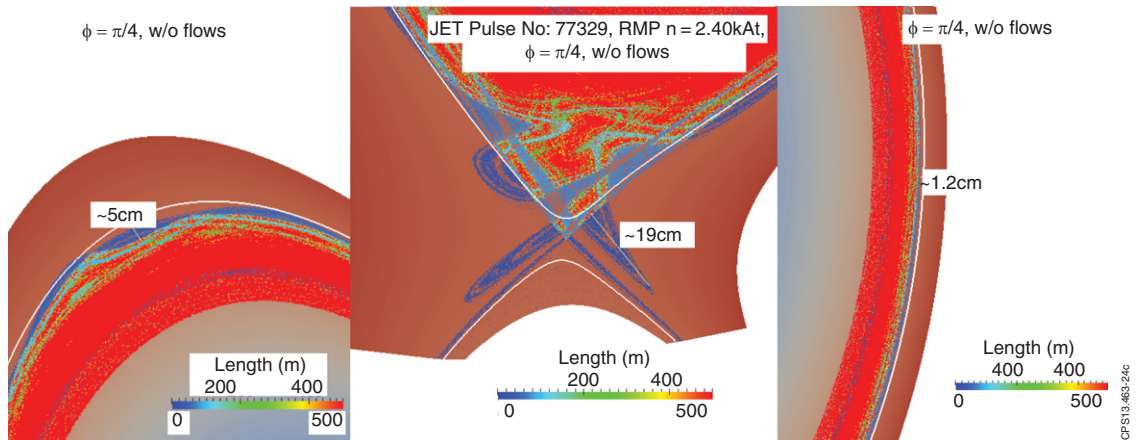 ϕ = π/4, w/o flows
~5cm
Length (m)
200 400
0 500
JET Pulse No: 77329, RMP n = 2.40kAt,
ϕ = π/4, w/o flows
~19cm
Length (m)
200 400
0 500
ϕ = π/4, w/o flows
~1.2cm
Length (m)
400 400
0 500
CPS13.463-24c